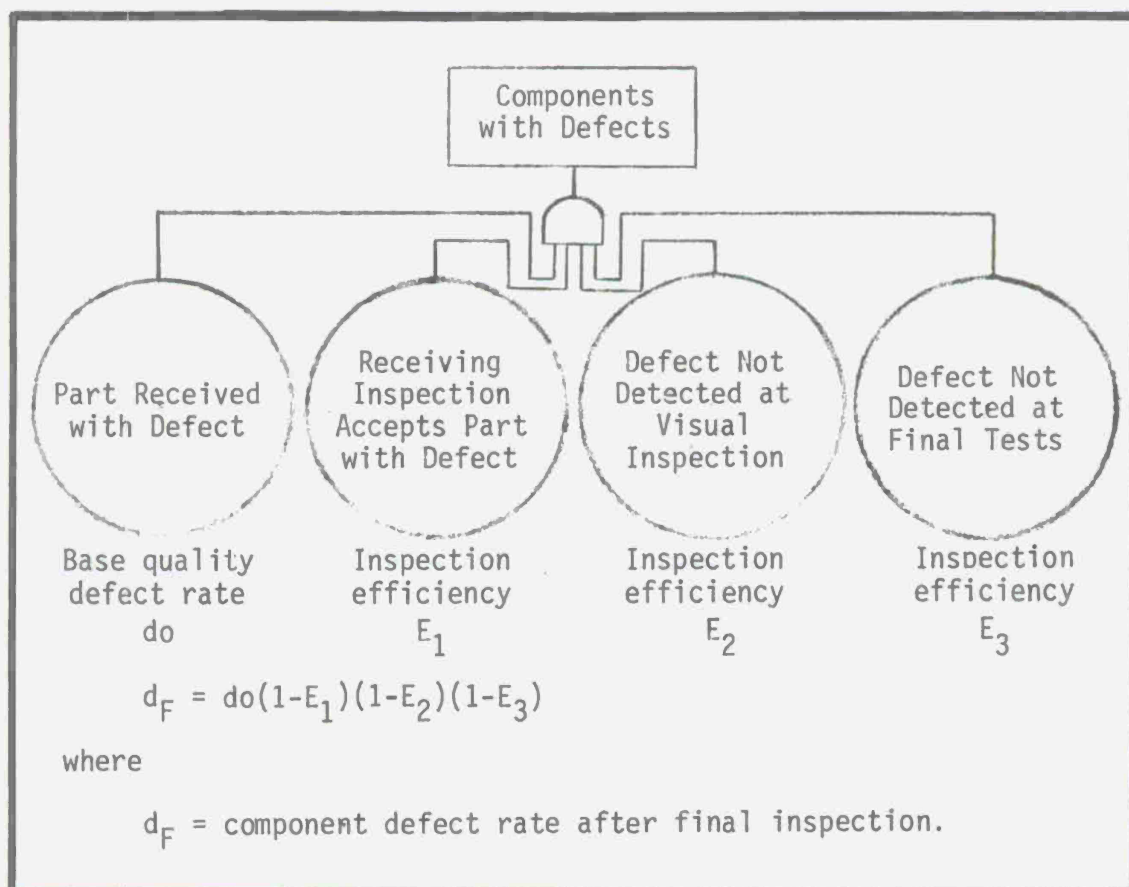 Components
with Defects
Part Received
with Defect
Receiving
Inspection
Accepts Part
with Defect
Defect Not
Detected at
Visual
Inspection
Defect Not
Detected at
Final Tests
Base quality
defect rate
do
Inspection
efficiency
E₁
Inspection
efficiency
E₂
Inspection
efficiency
E₃
d_F = do(1-E₁)(1-E₂)(1-E₃)
where
d_F = component defect rate after final inspection.